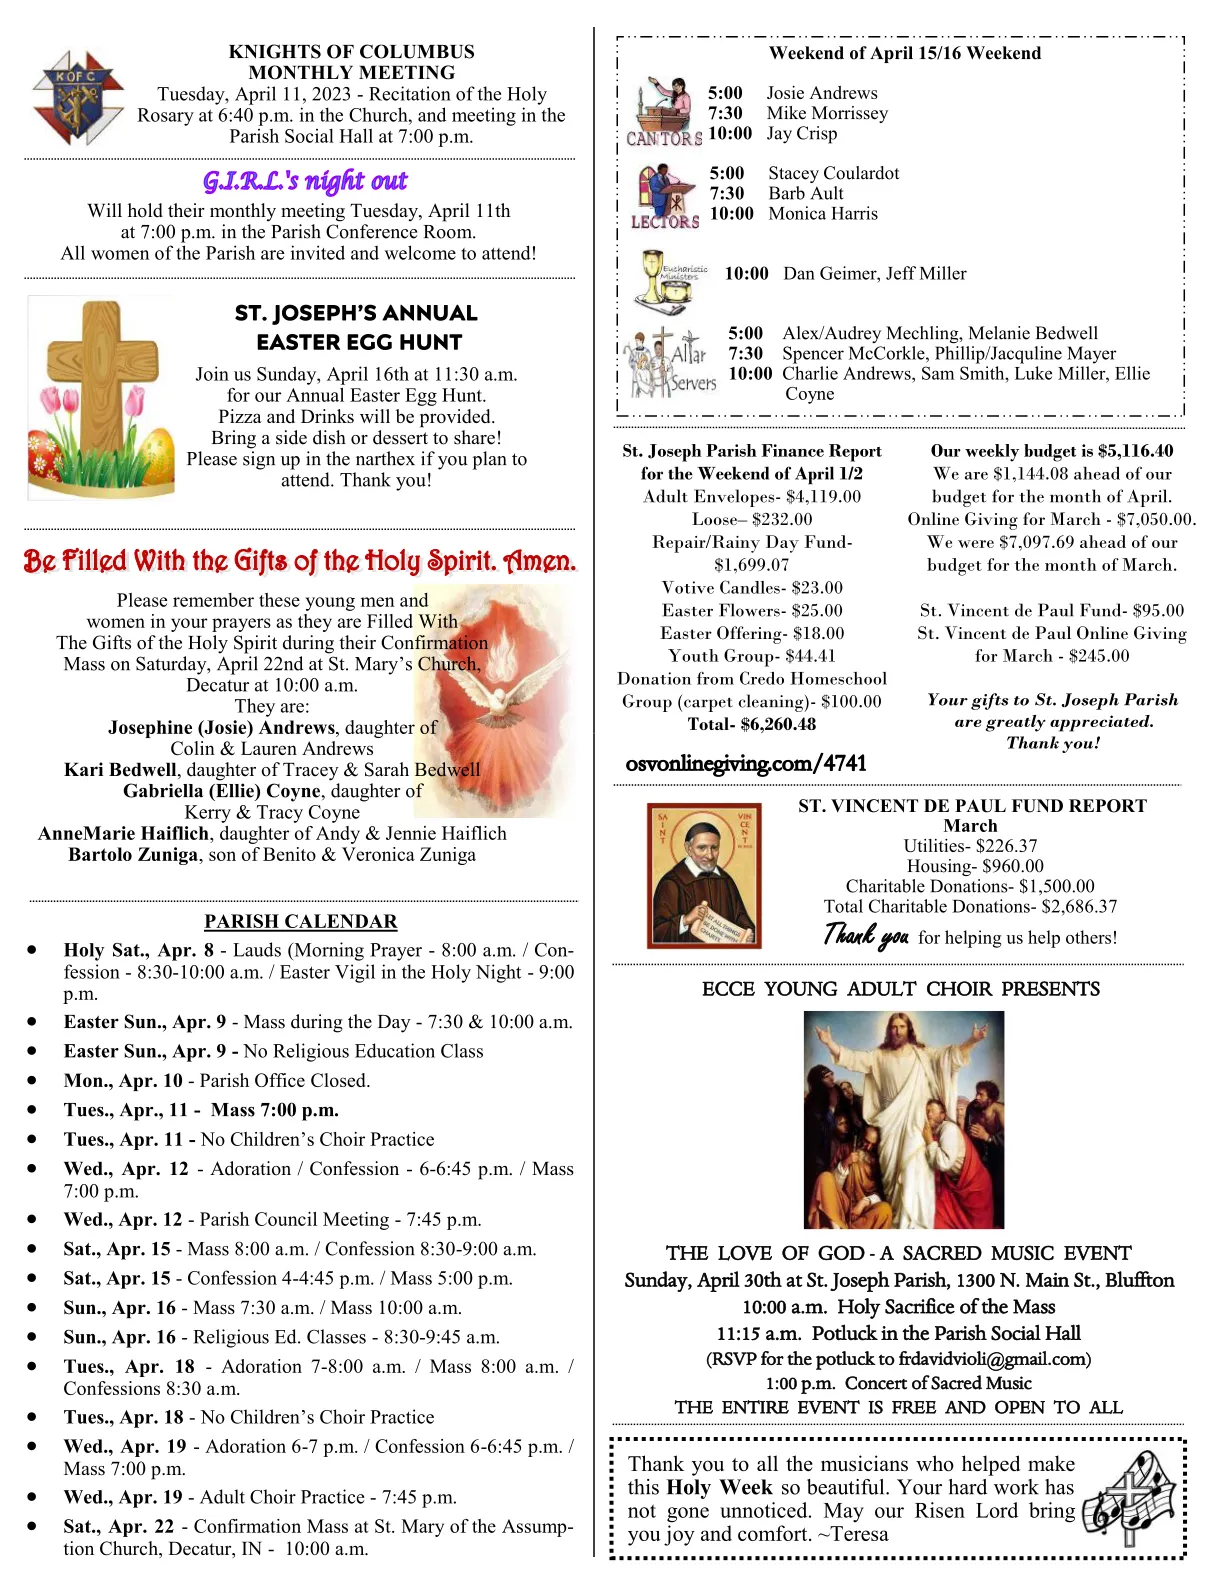 KNIGHTS OF COLUMBUS
MONTHLY MEETING
Tuesday, April 11, 2023 - Recitation of the Holy
Rosary at 6:40 p.m. in the Church, and meeting in the
Parish Social Hall at 7:00 p.m.
K OF C
G.I.R.L.'s night out
Will hold their monthly meeting Tuesday, April 11th
at 7:00 p.m. in the Parish Conference Room.
All women of the Parish are invited and welcome to attend!
ST. JOSEPH'S ANNUAL
EASTER EGG HUNT
Join us Sunday, April 16th at 11:30 a.m.
for our Annual Easter Egg Hunt.
Pizza and Drinks will be provided.
Bring a side dish or dessert to share!
Please sign up in the narthex if you plan to
attend. Thank you!
Be Filled With the Gifts of the Holy Spirit. Amen.
Please remember these young men and
women in your prayers as they are Filled With
The Gifts of the Holy Spirit during their Confirmation
Mass on Saturday, April 22nd at St. Mary's Church,
Decatur at 10:00 a.m.
They are:
Josephine (Josie) Andrews, daughter of
Colin & Lauren Andrews
Kari Bedwell, daughter of Tracey & Sarah Bedwell
Gabriella (Ellie) Coyne, daughter of
Kerry & Tracy Coyne
AnneMarie Haiflich, daughter of Andy & Jennie Haiflich
Bartolo Zuniga, son of Benito & Veronica Zuniga
PARISH CALENDAR
• Holy Sat., Apr. 8 - Lauds (Morning Prayer - 8:00 a.m. / Con-
fession - 8:30-10:00 a.m. / Easter Vigil in the Holy Night - 9:00
p.m.
• Easter Sun., Apr. 9 - Mass during the Day - 7:30 & 10:00 a.m.
• Easter Sun., Apr. 9 - No Religious Education Class
• Mon., Apr. 10 - Parish Office Closed.
• Tues., Apr., 11 - Mass 7:00 p.m.
• Tues., Apr. 11 - No Children's Choir Practice
• Wed., Apr. 12 - Adoration / Confession - 6-6:45 p.m. / Mass
7:00 p.m.
• Wed., Apr. 12 - Parish Council Meeting - 7:45 p.m.
• Sat., Apr. 15 - Mass 8:00 a.m. / Confession 8:30-9:00 a.m.
• Sat., Apr. 15 - Confession 4-4:45 p.m. / Mass 5:00 p.m.
• Sun., Apr. 16 - Mass 7:30 a.m. / Mass 10:00 a.m.
• Sun., Apr. 16 - Religious Ed. Classes - 8:30-9:45 a.m.
• Tues., Apr. 18 - Adoration 7-8:00 a.m. / Mass 8:00 a.m. /
Confessions 8:30 a.m.
• Tues., Apr. 18 - No Children's Choir Practice
• Wed., Apr. 19 - Adoration 6-7 p.m. / Confession 6-6:45 p.m. /
Mass 7:00 p.m.
• Wed., Apr. 19 - Adult Choir Practice - 7:45 p.m.
• Sat., Apr. 22 - Confirmation Mass at St. Mary of the Assump-
tion Church, Decatur, IN - 10:00 a.m.
Weekend of April 15/16 Weekend
CANTORS
5:00 Josie Andrews
7:30 Mike Morrissey
10:00 Jay Crisp
LECTORS
5:00 Stacey Coulardot
7:30 Barb Ault
10:00 Monica Harris
Eucharistic
Ministers
10:00 Dan Geimer, Jeff Miller
Altar
Servers
5:00 Alex/Audrey Mechling, Melanie Bedwell
7:30 Spencer McCorkle, Phillip/Jacquline Mayer
10:00 Charlie Andrews, Sam Smith, Luke Miller, Ellie
Coyne
St. Joseph Parish Finance Report
for the Weekend of April 1/2
Adult Envelopes- $4,119.00
Loose– $232.00
Repair/Rainy Day Fund-
$1,699.07
Votive Candles- $23.00
Easter Flowers- $25.00
Easter Offering- $18.00
Youth Group- $44.41
Donation from Credo Homeschool
Group (carpet cleaning)- $100.00
Total- $6,260.48
osvonlinegiving.com/4741
Our weekly budget is $5,116.40
We are $1,144.08 ahead of our
budget for the month of April.
Online Giving for March - $7,050.00.
We were $7,097.69 ahead of our
budget for the month of March.
St. Vincent de Paul Fund- $95.00
St. Vincent de Paul Online Giving
for March - $245.00
Your gifts to St. Joseph Parish
are greatly appreciated.
Thank you!
SAINT VINCENT
ST. VINCENT DE PAUL FUND REPORT
March
Utilities- $226.37
Housing- $960.00
Charitable Donations- $1,500.00
Total Charitable Donations- $2,686.37
Thank you for helping us help others!
ECCE YOUNG ADULT CHOIR PRESENTS
THE LOVE OF GOD - A SACRED MUSIC EVENT
Sunday, April 30th at St. Joseph Parish, 1300 N. Main St., Bluffton
10:00 a.m. Holy Sacrifice of the Mass
11:15 a.m. Potluck in the Parish Social Hall
(RSVP for the potluck to frdavidvioli@gmail.com)
1:00 p.m. Concert of Sacred Music
THE ENTIRE EVENT IS FREE AND OPEN TO ALL
Thank you to all the musicians who helped make
this Holy Week so beautiful. Your hard work has
not gone unnoticed. May our Risen Lord bring
you joy and comfort. ~Teresa